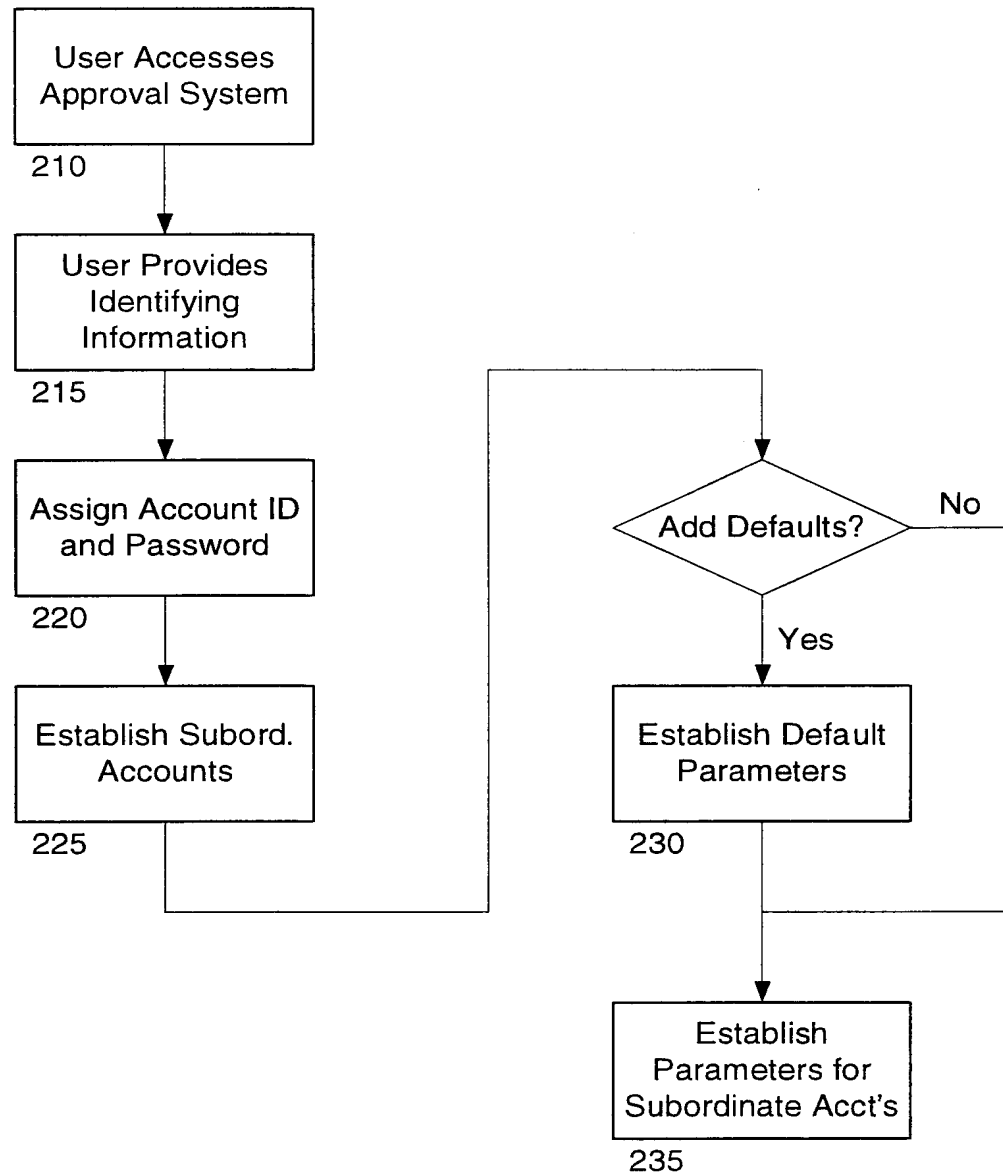 User Accesses
Approval System
210
User Provides
Identifying
Information
215
Assign Account ID
and Password
220
Establish Subord.
Accounts
225
Add Defaults?
No
Yes
Establish Default
Parameters
230
Establish
Parameters for
Subordinate Acct's
235